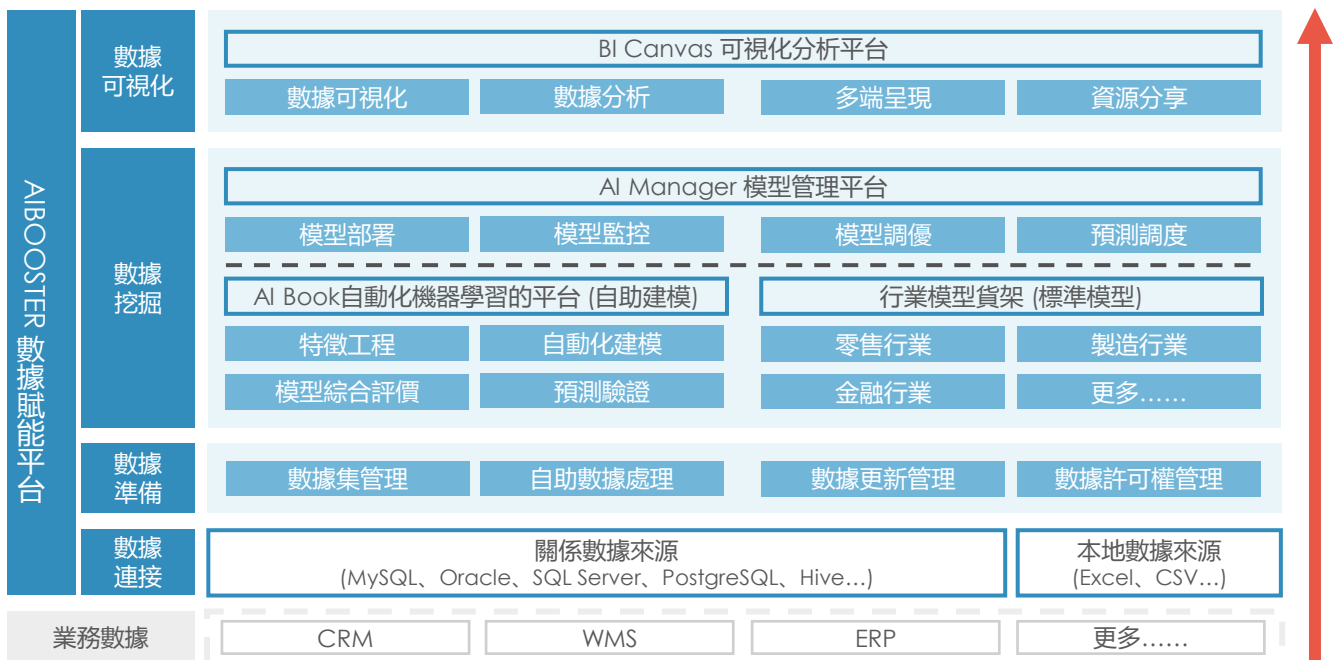 AIBOOSTER 數據賦能平台
數據
可視化
BI Canvas 可視化分析平台
數據可視化
數據分析
多端呈現
資源分享
數據
挖掘
AI Manager 模型管理平台
模型部署
模型監控
模型調優
預測調度
AI Book自動化機器學習的平台 (自助建模)
行業模型貨架 (標準模型)
特徵工程
自動化建模
零售行業
製造行業
模型綜合評價
預測驗證
金融行業
更多……
數據
準備
數據集管理
自助數據處理
數據更新管理
數據許可權管理
數據
連接
關係數據來源
(MySQL、Oracle、SQL Server、PostgreSQL、Hive…)
本地數據來源
(Excel、CSV…)
業務數據
CRM
WMS
ERP
更多……